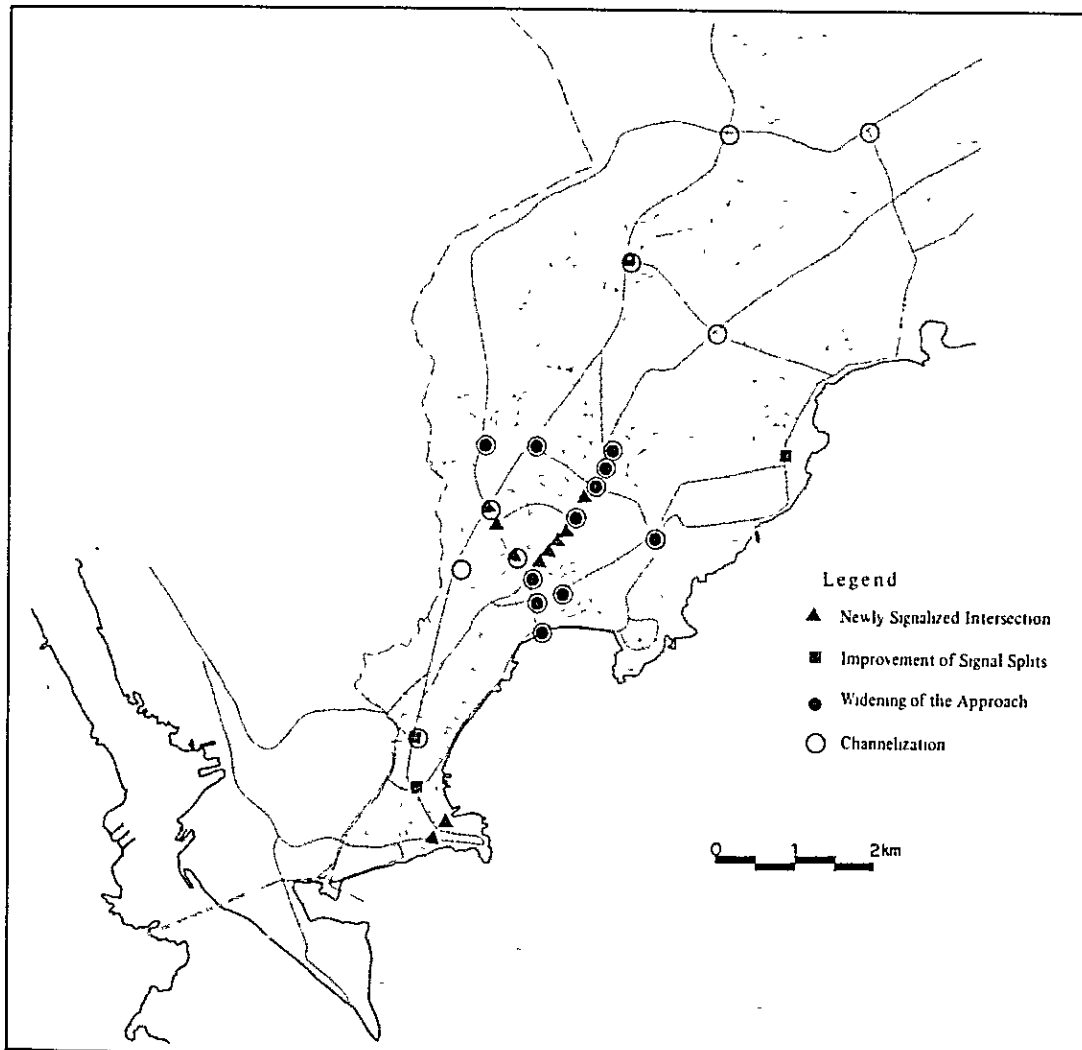 Legend
Newly Signalized Intersection
Improvement of Signal Splits
Widening of the Approach
Channelization
0 1 2km